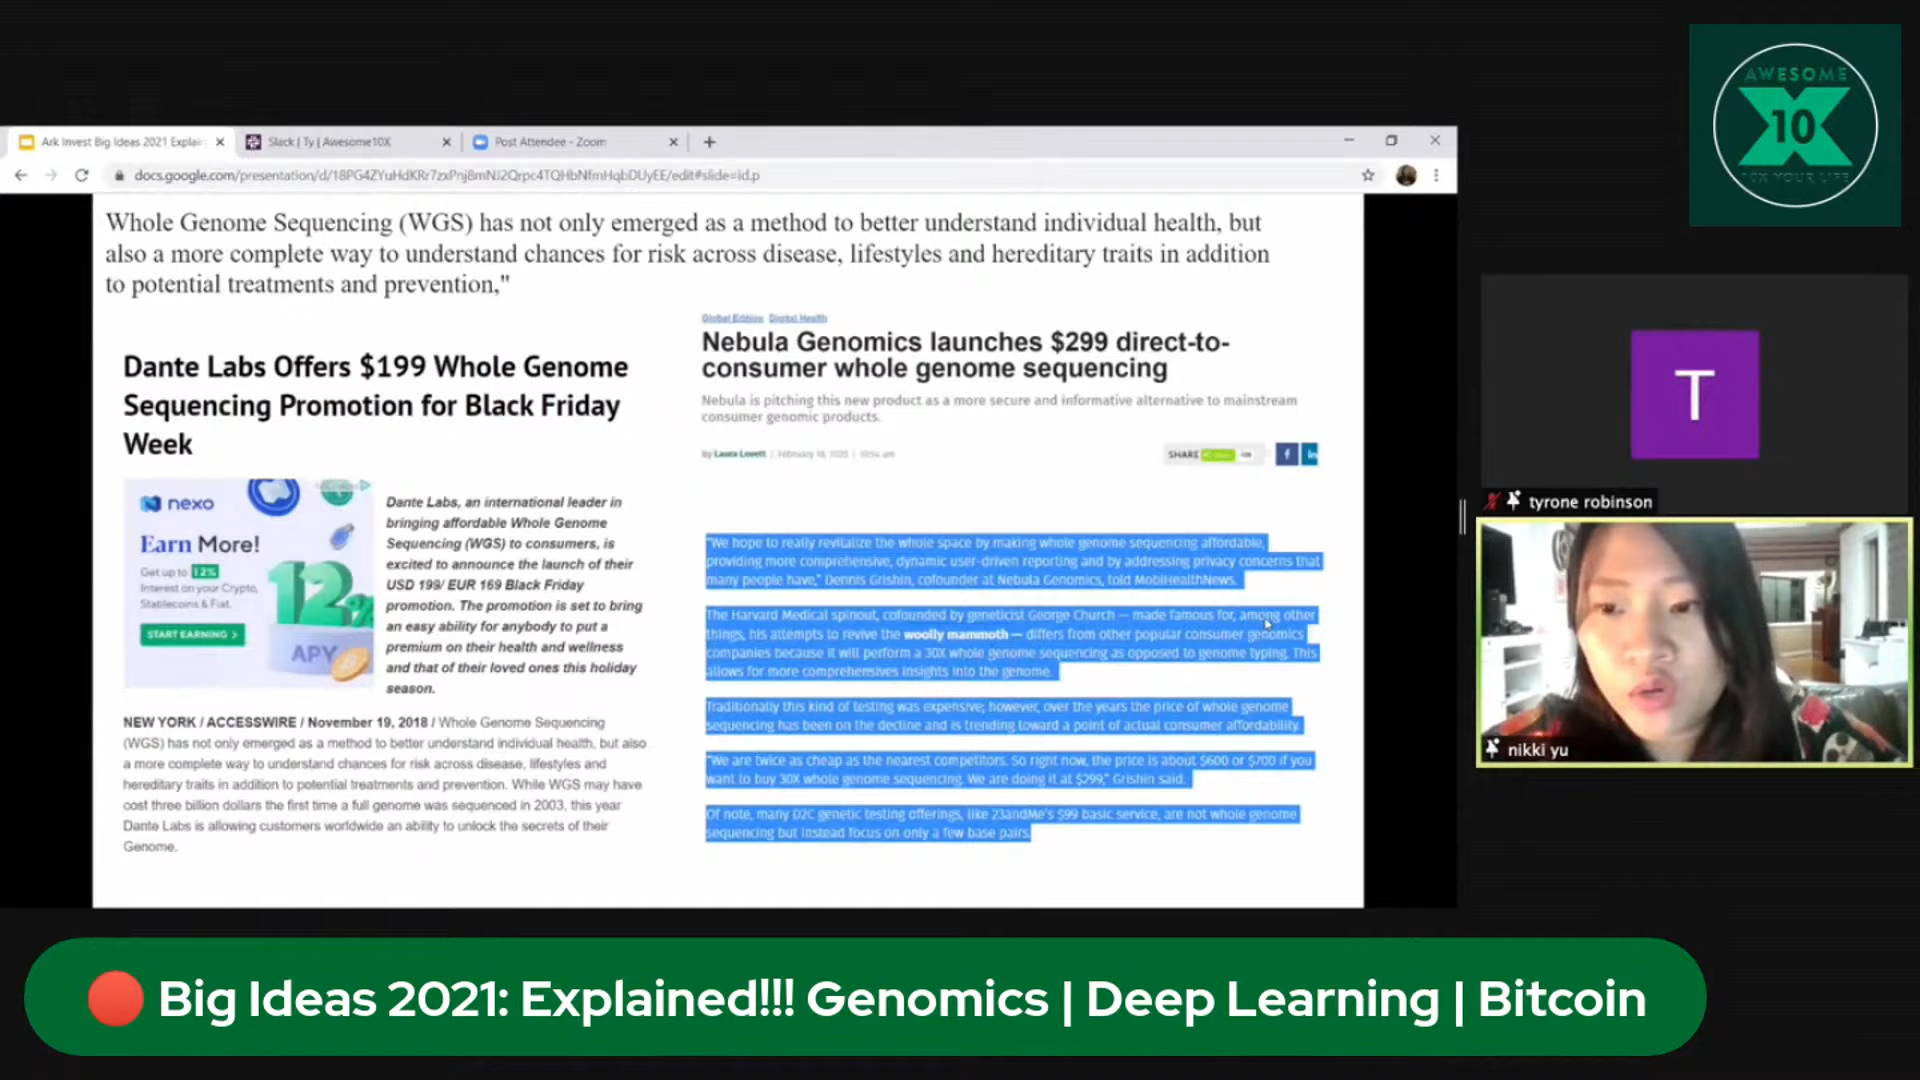 AWESOME
10
10X YOUR LIFE
Ark Invest Big Ideas 2021 Explai
Slack | Ty | Awesome10X
Post Attendee - Zoom
docs.google.com/presentation/d/18PG4ZYuHdKRr7zxPnj8mNJ2Qrpc4TQHbNfmHqbDUyEE/edit#slide=id.p
Whole Genome Sequencing (WGS) has not only emerged as a method to better understand individual health, but
also a more complete way to understand chances for risk across disease, lifestyles and hereditary traits in addition
to potential treatments and prevention,"
Dante Labs Offers $199 Whole Genome
Sequencing Promotion for Black Friday
Week
nexo
Earn More!
Get up to 12%
Interest on your Crypto,
Stablecoins & Fiat.
START EARNING >
12%
APY
Dante Labs, an international leader in
bringing affordable Whole Genome
Sequencing (WGS) to consumers, is
excited to announce the launch of their
USD 199/ EUR 169 Black Friday
promotion. The promotion is set to bring
an easy ability for anybody to put a
premium on their health and wellness
and that of their loved ones this holiday
season.
NEW YORK / ACCESSWIRE / November 19, 2018 / Whole Genome Sequencing
(WGS) has not only emerged as a method to better understand individual health, but also
a more complete way to understand chances for risk across disease, lifestyles and
hereditary traits in addition to potential treatments and prevention. While WGS may have
cost three billion dollars the first time a full genome was sequenced in 2003, this year
Dante Labs is allowing customers worldwide an ability to unlock the secrets of their
Genome.
Global Edition Digital Health
Nebula Genomics launches $299 direct-to-
consumer whole genome sequencing
Nebula is pitching this new product as a more secure and informative alternative to mainstream
consumer genomic products.
By Laura Lovett | February 18, 2020 | 10:54 am
SHARE
"We hope to really revitalize the whole space by making whole genome sequencing affordable,
providing more comprehensive, dynamic user-driven reporting and by addressing privacy concerns that
many people have," Dennis Grishin, cofounder at Nebula Genomics, told MobiHealthNews.
The Harvard Medical spinout, cofounded by geneticist George Church — made famous for, among other
things, his attempts to revive the woolly mammoth — differs from other popular consumer genomics
companies because it will perform a 30X whole genome sequencing as opposed to genome typing. This
allows for more comprehensives insights into the genome.
Traditionally this kind of testing was expensive; however, over the years the price of whole genome
sequencing has been on the decline and is trending toward a point of actual consumer affordability.
"We are twice as cheap as the nearest competitors. So right now, the price is about $600 or $700 if you
want to buy 30X whole genome sequencing. We are doing it at $299," Grishin said.
Of note, many D2C genetic testing offerings, like 23andMe's $99 basic service, are not whole genome
sequencing but instead focus on only a few base pairs.
T
tyrone robinson
nikki yu
Big Ideas 2021: Explained!!! Genomics | Deep Learning | Bitcoin